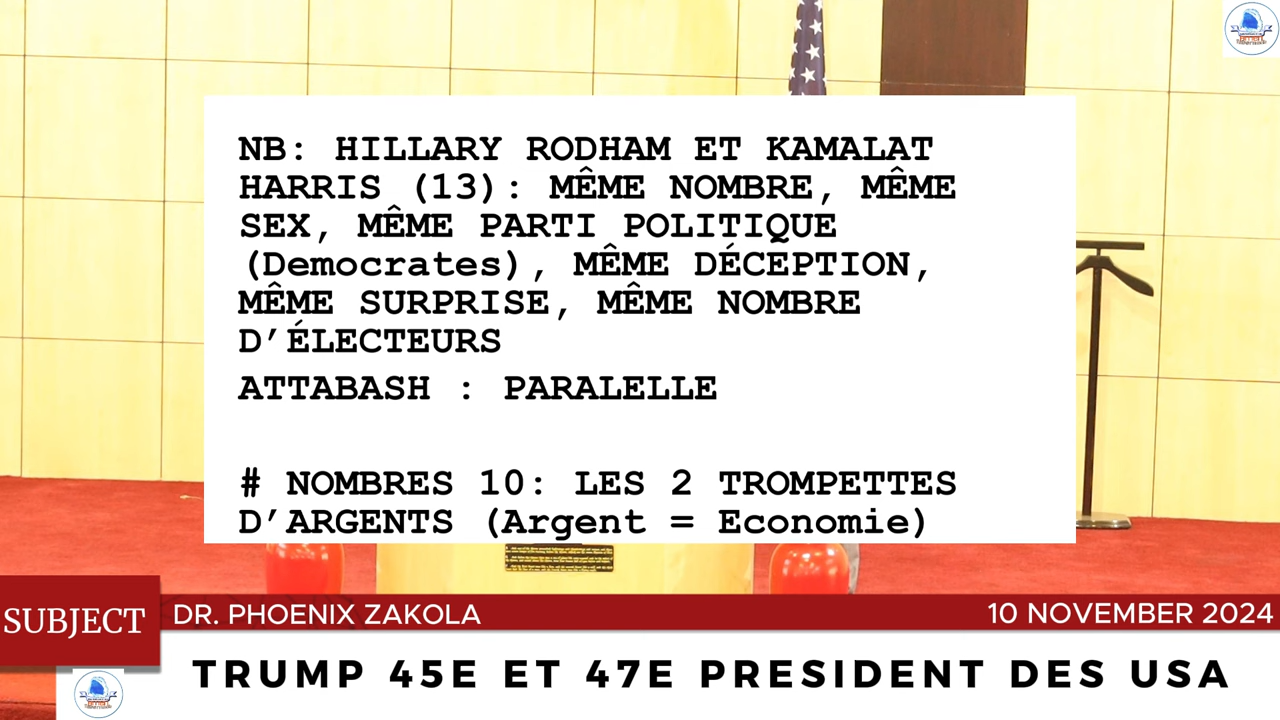 NB: HILLARY RODHAM ET KAMALAT
HARRIS (13): MÊME NOMBRE, MÊME
SEX, MÊME PARTI POLITIQUE
(Democrates), MÊME DÉCEPTION,
MÊME SURPRISE, MÊME NOMBRE
D'ÉLECTEURS
ATTABASH : PARALELLE
# NOMBRES 10: LES 2 TROMPETTES
D'ARGENTS (Argent = Economie)
SUBJECT
DR. PHOENIX ZAKOLA
10 NOVEMBER 2024
TRUMP 45E ET 47E PRESIDENT DES USA